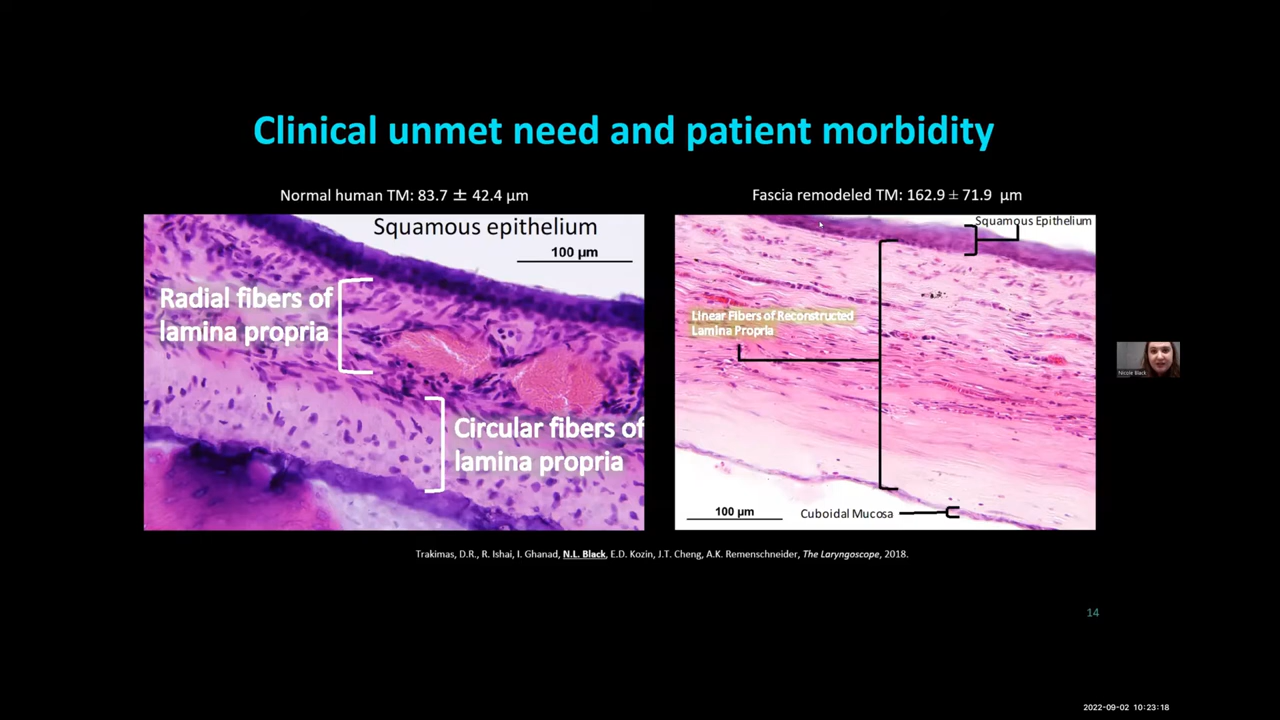 Clinical unmet need and patient morbidity
Normal human TM: 83.7 ± 42.4 μm
Squamous epithelium
100 μm
Radial fibers of
lamina propria
Circular fibers of
lamina propria
Fascia remodeled TM: 162.9 ± 71.9 μm
Squamous Epithelium
Linear Fibers of Reconstructed
Lamina Propria
100 μm
Cuboidal Mucosa
Nicole Black
Trakimas, D.R., R. Ishai, I. Ghanad, N.L. Black, E.D. Kozin, J.T. Cheng, A.K. Remenschneider, The Laryngoscope, 2018.
14
2022-09-02 10:23:18